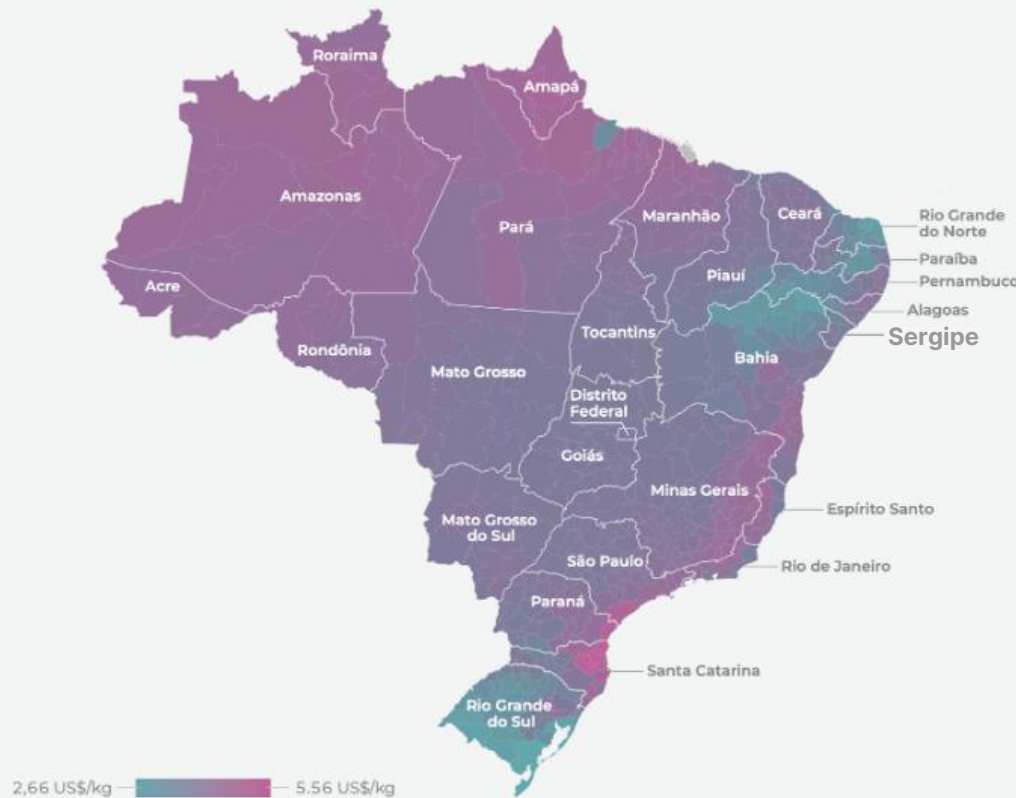 Roraima
Amapá
Amazonas
Pará
Maranhão
Ceará
Rio Grande
do Norte
Paraíba
Piauí
Pernambuco
Acre
Alagoas
Tocantins
Sergipe
Rondônia
Mato Grosso
Bahia
Distrito
Federal
Goiás
Minas Gerais
Espírito Santo
Mato Grosso
do Sul
São Paulo
Rio de Janeiro
Paraná
Santa Catarina
Rio Grande
do Sul
2,66 US$/kg
5.56 US$/kg